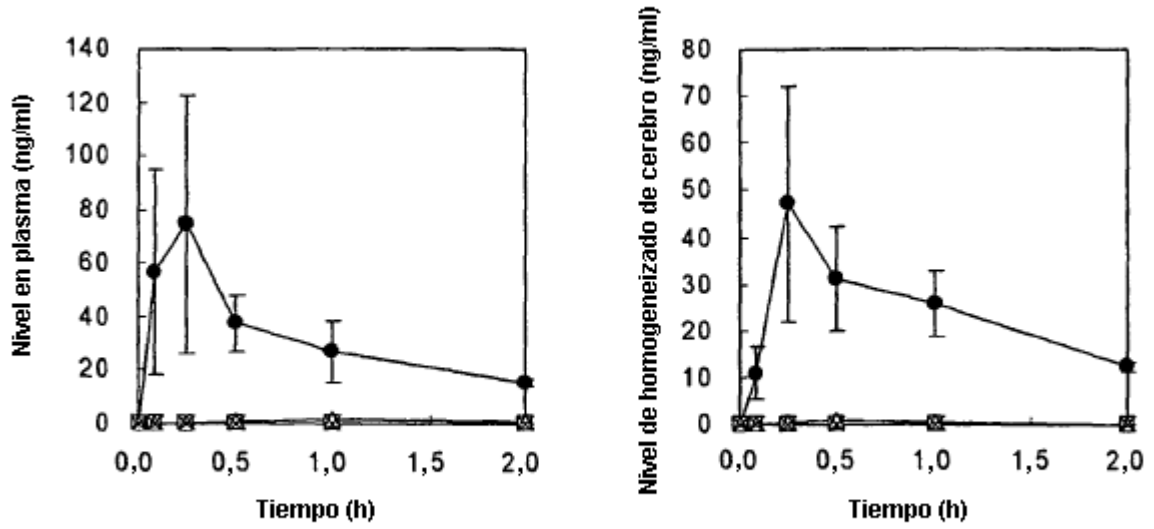 Nivel en plasma (ng/ml)
140
120
100
80
60
40
20
0
0,0 0,5 1,0 1,5 2,0
Tiempo (h)
Nivel de homogeneizado de cerebro (ng/ml)
80
70
60
50
40
30
20
10
0
0,0 0,5 1,0 1,5 2,0
Tiempo (h)